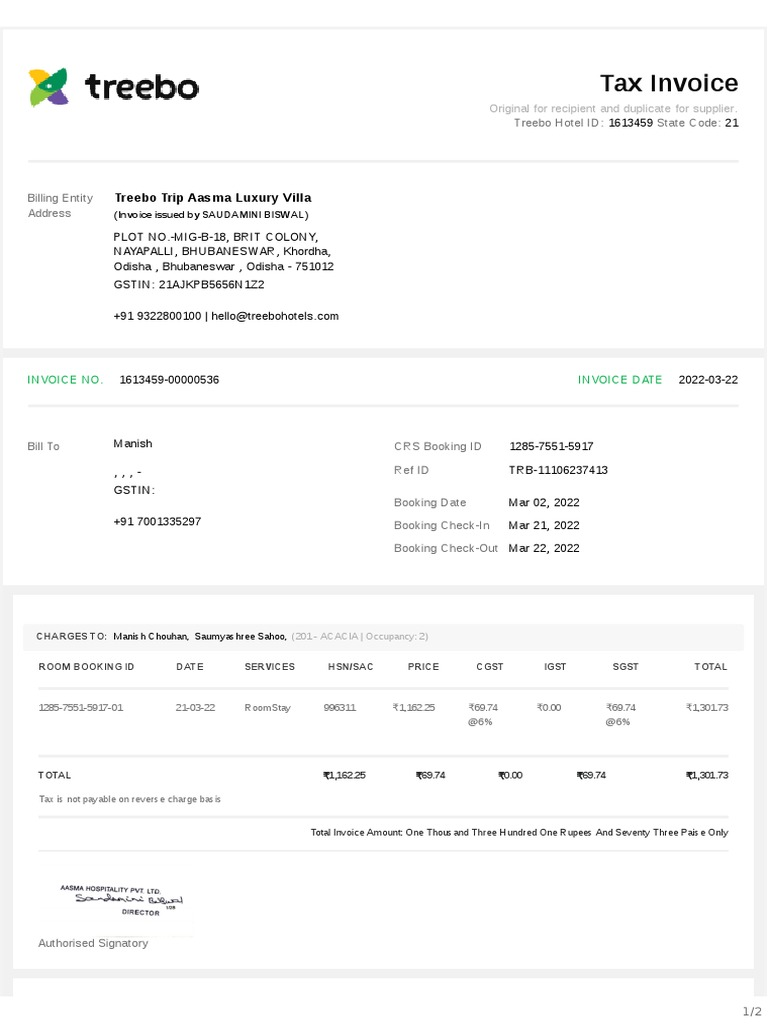 treebo
Tax Invoice
Original for recipient and duplicate for supplier.
Treebo Hotel ID: 1613459 State Code: 21
Billing Entity Address
Treebo Trip Aasma Luxury Villa
(Invoice issued by SAUDAMINI BISWAL)
PLOT NO.-MIG-B-18, BRIT COLONY,
NAYAPALLI, BHUBANESWAR, Khordha,
Odisha , Bhubaneswar , Odisha - 751012
GSTIN: 21AJKPB5656N1Z2
+91 9322800100 | hello@treebohotels.com
INVOICE NO. 1613459-00000536 INVOICE DATE 2022-03-22
Bill To
Manish
, , , -
GSTIN:
+91 7001335297
CRS Booking ID 1285-7551-5917
Ref ID TRB-11106237413
Booking Date Mar 02, 2022
Booking Check-In Mar 21, 2022
Booking Check-Out Mar 22, 2022
CHARGES TO: Manish Chouhan, Saumyashree Sahoo, (201 - ACACIA | Occupancy: 2)
ROOM BOOKING ID DATE SERVICES HSN/SAC PRICE CGST IGST SGST TOTAL
1285-7551-5917-01 21-03-22 RoomStay 996311 ₹1,162.25 ₹69.74 ₹0.00 ₹69.74 ₹1,301.73
@6% @6%
TOTAL ₹1,162.25 ₹69.74 ₹0.00 ₹69.74 ₹1,301.73
Tax is not payable on reverse charge basis
Total Invoice Amount: One Thousand Three Hundred One Rupees And Seventy Three Paise Only
AASMA HOSPITALITY PVT. LTD.
DIRECTOR
Authorised Signatory
1/2